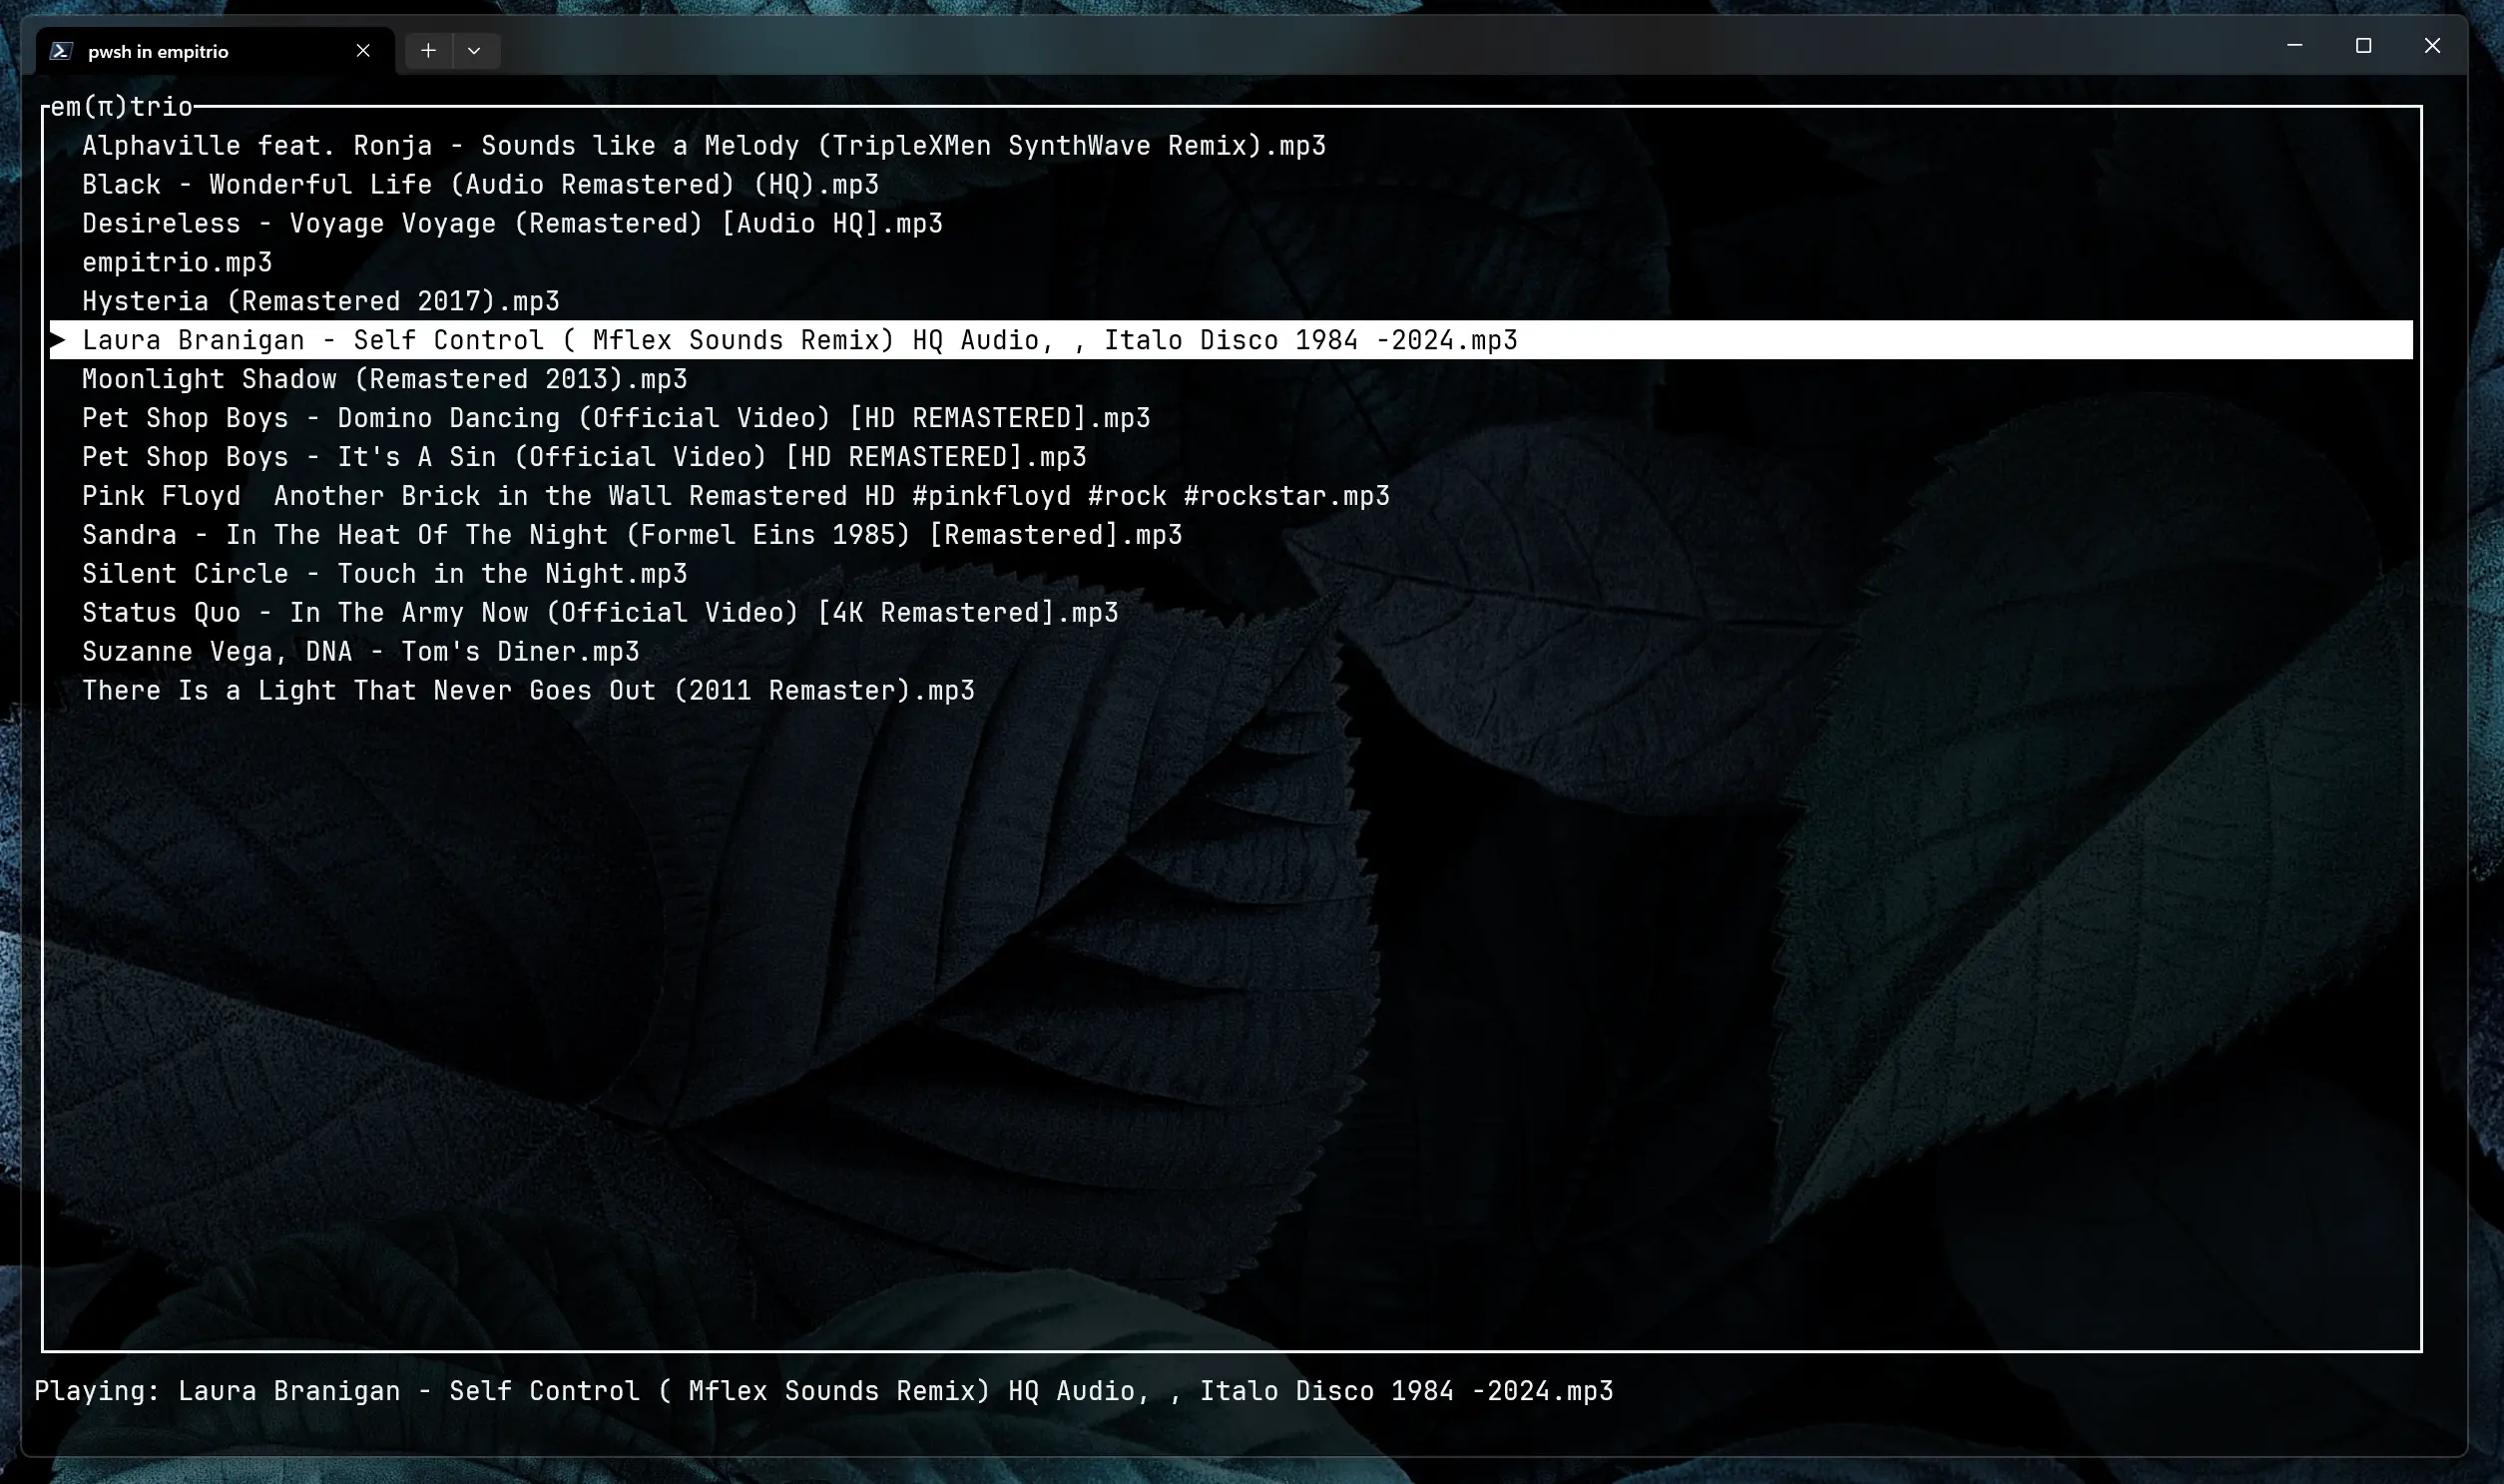 pwsh in empitrio
em(π)trio
Alphaville feat. Ronja - Sounds like a Melody (TripleXMen SynthWave Remix).mp3
Black - Wonderful Life (Audio Remastered) (HQ).mp3
Desireless - Voyage Voyage (Remastered) [Audio HQ].mp3
empitrio.mp3
Hysteria (Remastered 2017).mp3
► Laura Branigan - Self Control ( Mflex Sounds Remix) HQ Audio, , Italo Disco 1984 -2024.mp3
Moonlight Shadow (Remastered 2013).mp3
Pet Shop Boys - Domino Dancing (Official Video) [HD REMASTERED].mp3
Pet Shop Boys - It's A Sin (Official Video) [HD REMASTERED].mp3
Pink Floyd  Another Brick in the Wall Remastered HD #pinkfloyd #rock #rockstar.mp3
Sandra - In The Heat Of The Night (Formel Eins 1985) [Remastered].mp3
Silent Circle - Touch in the Night.mp3
Status Quo - In The Army Now (Official Video) [4K Remastered].mp3
Suzanne Vega, DNA - Tom's Diner.mp3
There Is a Light That Never Goes Out (2011 Remaster).mp3
Playing: Laura Branigan - Self Control ( Mflex Sounds Remix) HQ Audio, , Italo Disco 1984 -2024.mp3